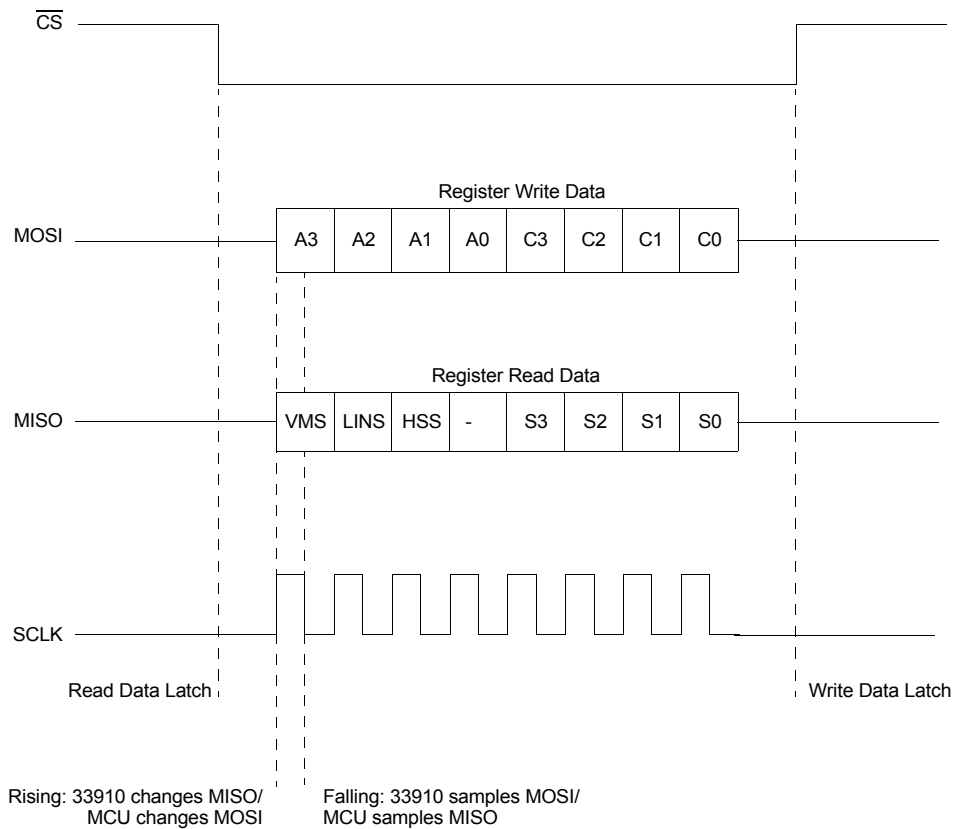 CS
Register Write Data
MOSI
A3 A2 A1 A0 C3 C2 C1 C0
Register Read Data
MISO
VMS LINS HSS - S3 S2 S1 S0
SCLK
Read Data Latch
Write Data Latch
Rising: 33910 changes MISO/
MCU changes MOSI
Falling: 33910 samples MOSI/
MCU samples MISO